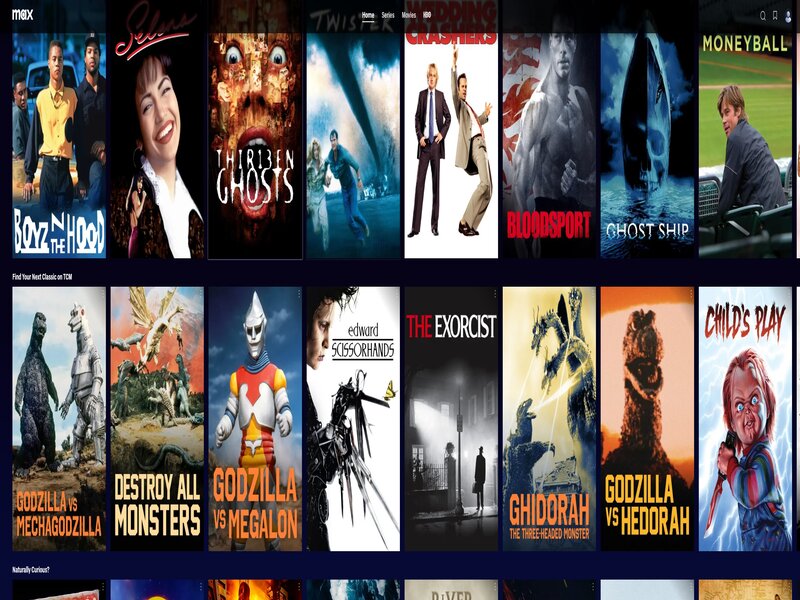 max
Home Series Movies HBO
BOYZ N THE HOOD
Selena
THIR13EN GHOSTS
TWISTER
WEDDING CRASHERS
BLOODSPORT
GHOST SHIP
MONEYBALL
Find Your Next Classic on TCM
GODZILLA VS
MECHAGODZILLA
DESTROY ALL
MONSTERS
GODZILLA
VS MEGALON
edward
SCISSORHANDS
THE EXORCIST
GHIDORAH
THE THREE-HEADED MONSTER
GODZILLA
VS HEDORAH
CHILD'S PLAY
Naturally Curious?
RIVER